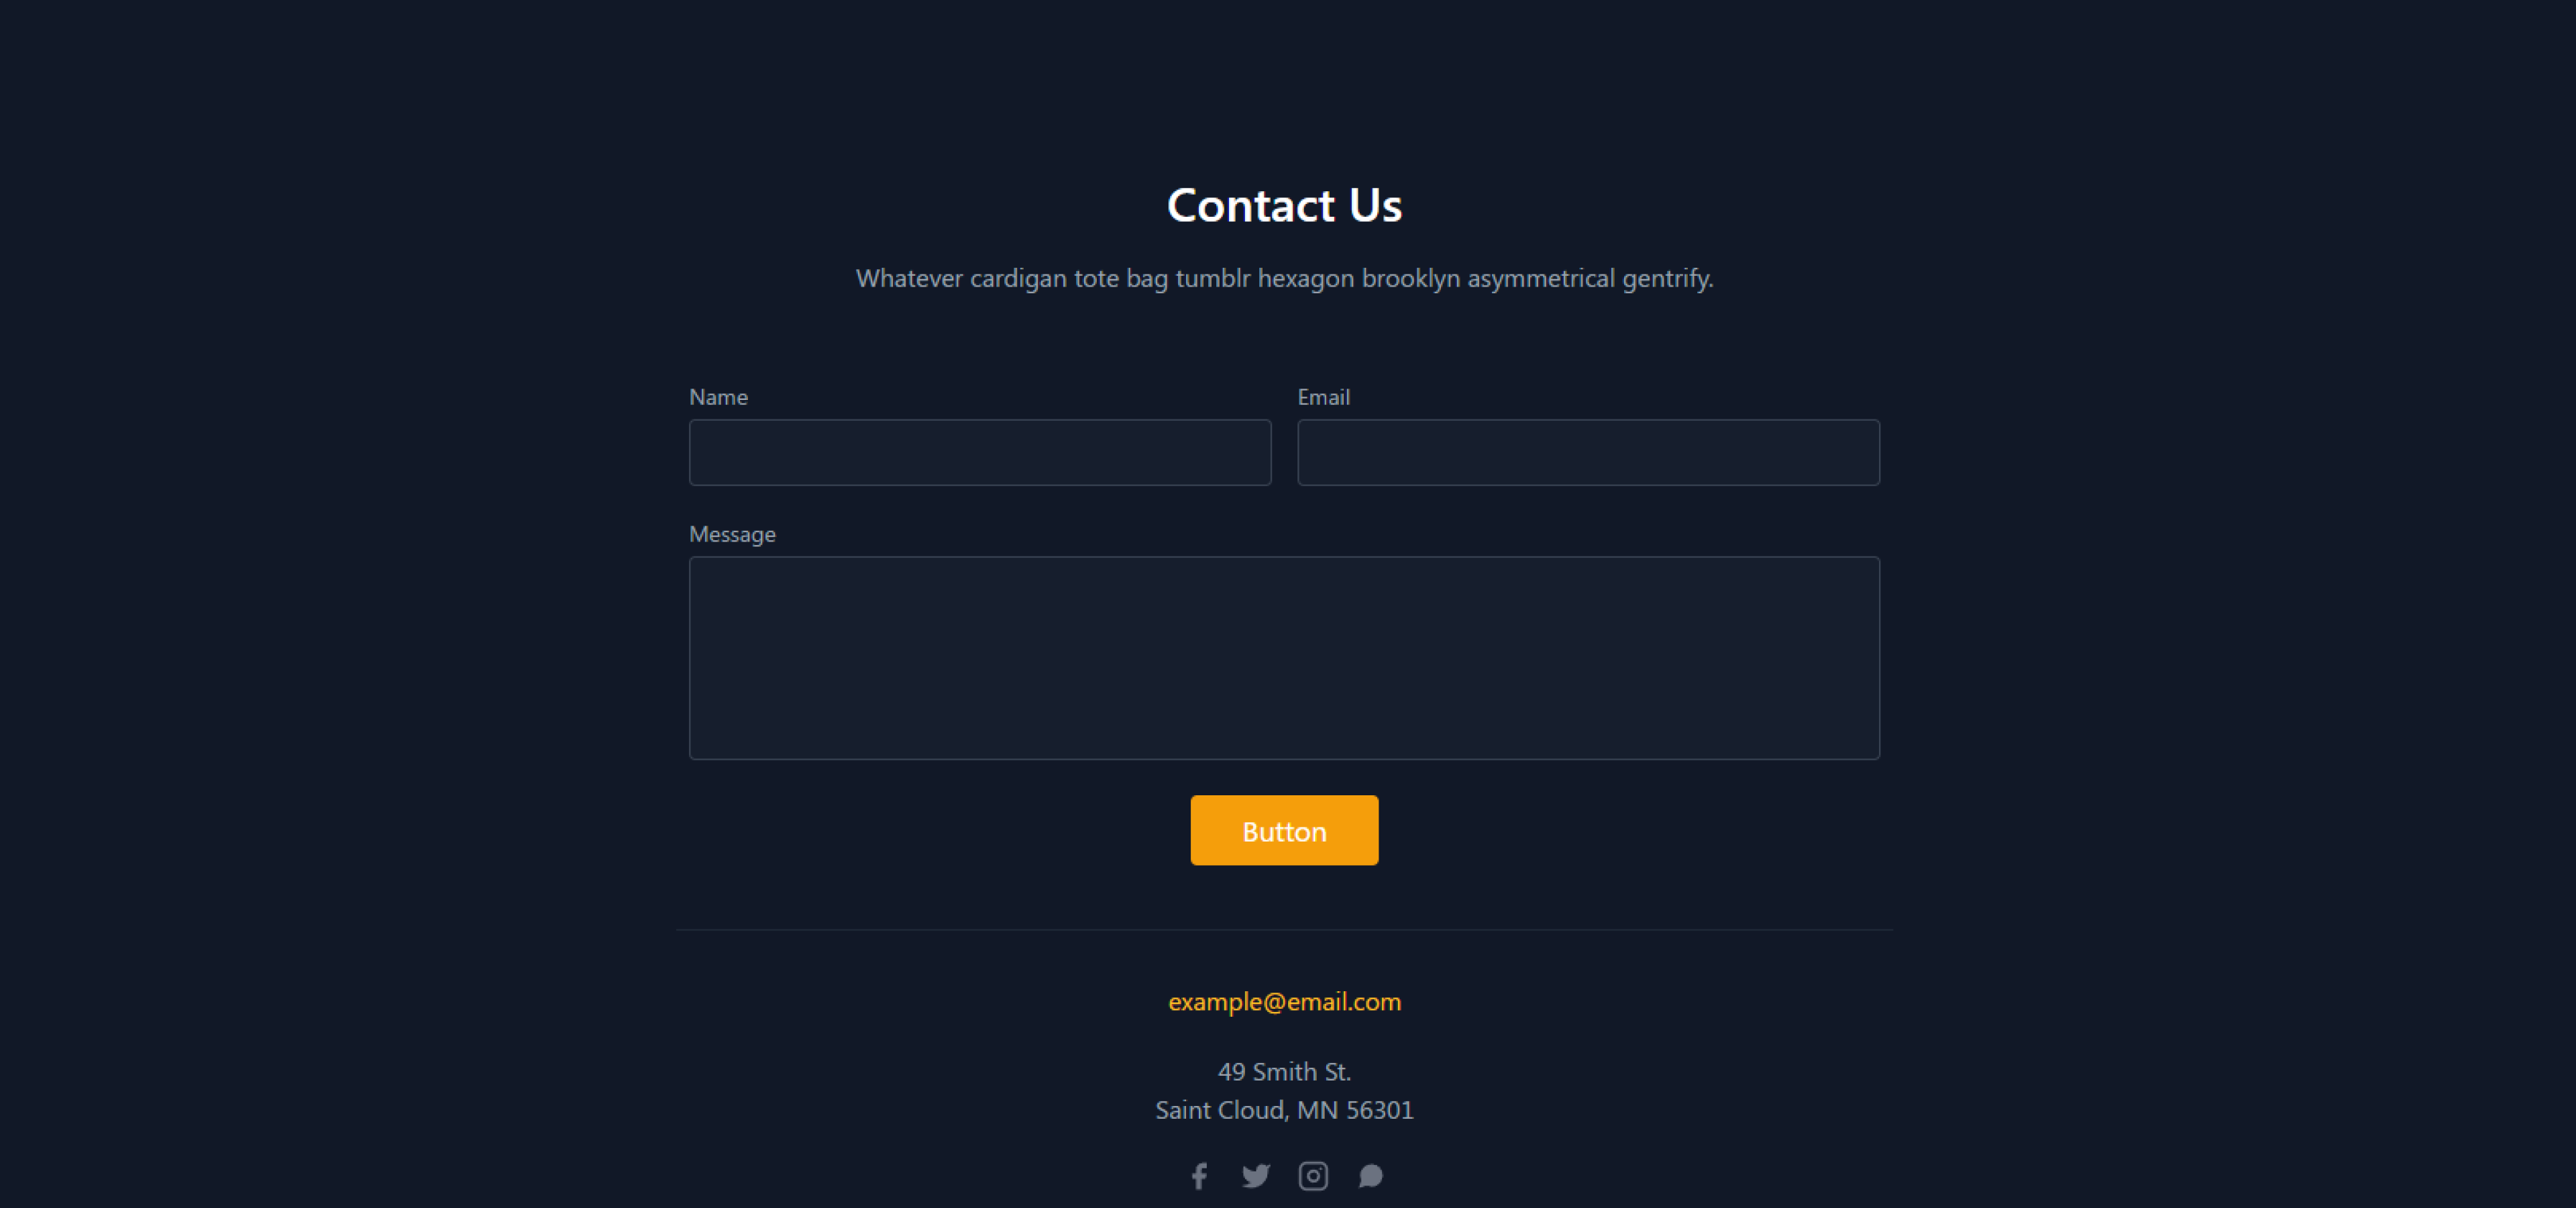 Contact Us
Whatever cardigan tote bag tumblr hexagon brooklyn asymmetrical gentrify.
Name
Email
Message
Button
example@email.com
49 Smith St.
Saint Cloud, MN 56301